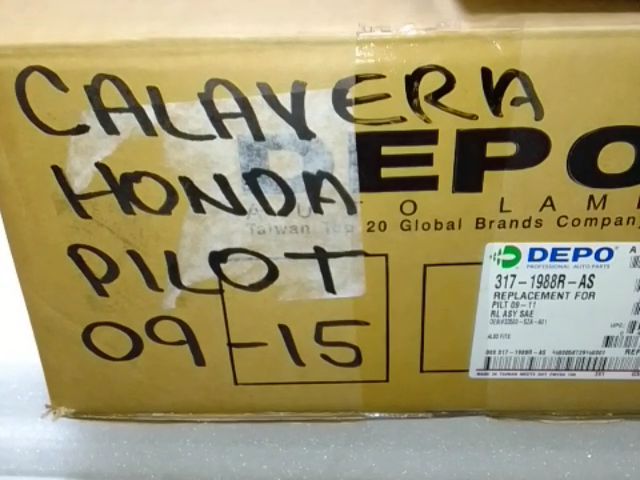 CALAVERA
HONDA
PILOT
09-15
DEPO
AUTO LAM
Taiwan Top 20 Global Brands Company
DEPO
PROFESSIONAL AUTO PARTS
317-1988R-AS
REPLACEMENT FOR
PILT 09-11
RL ASY SAE
ALSO FITS: